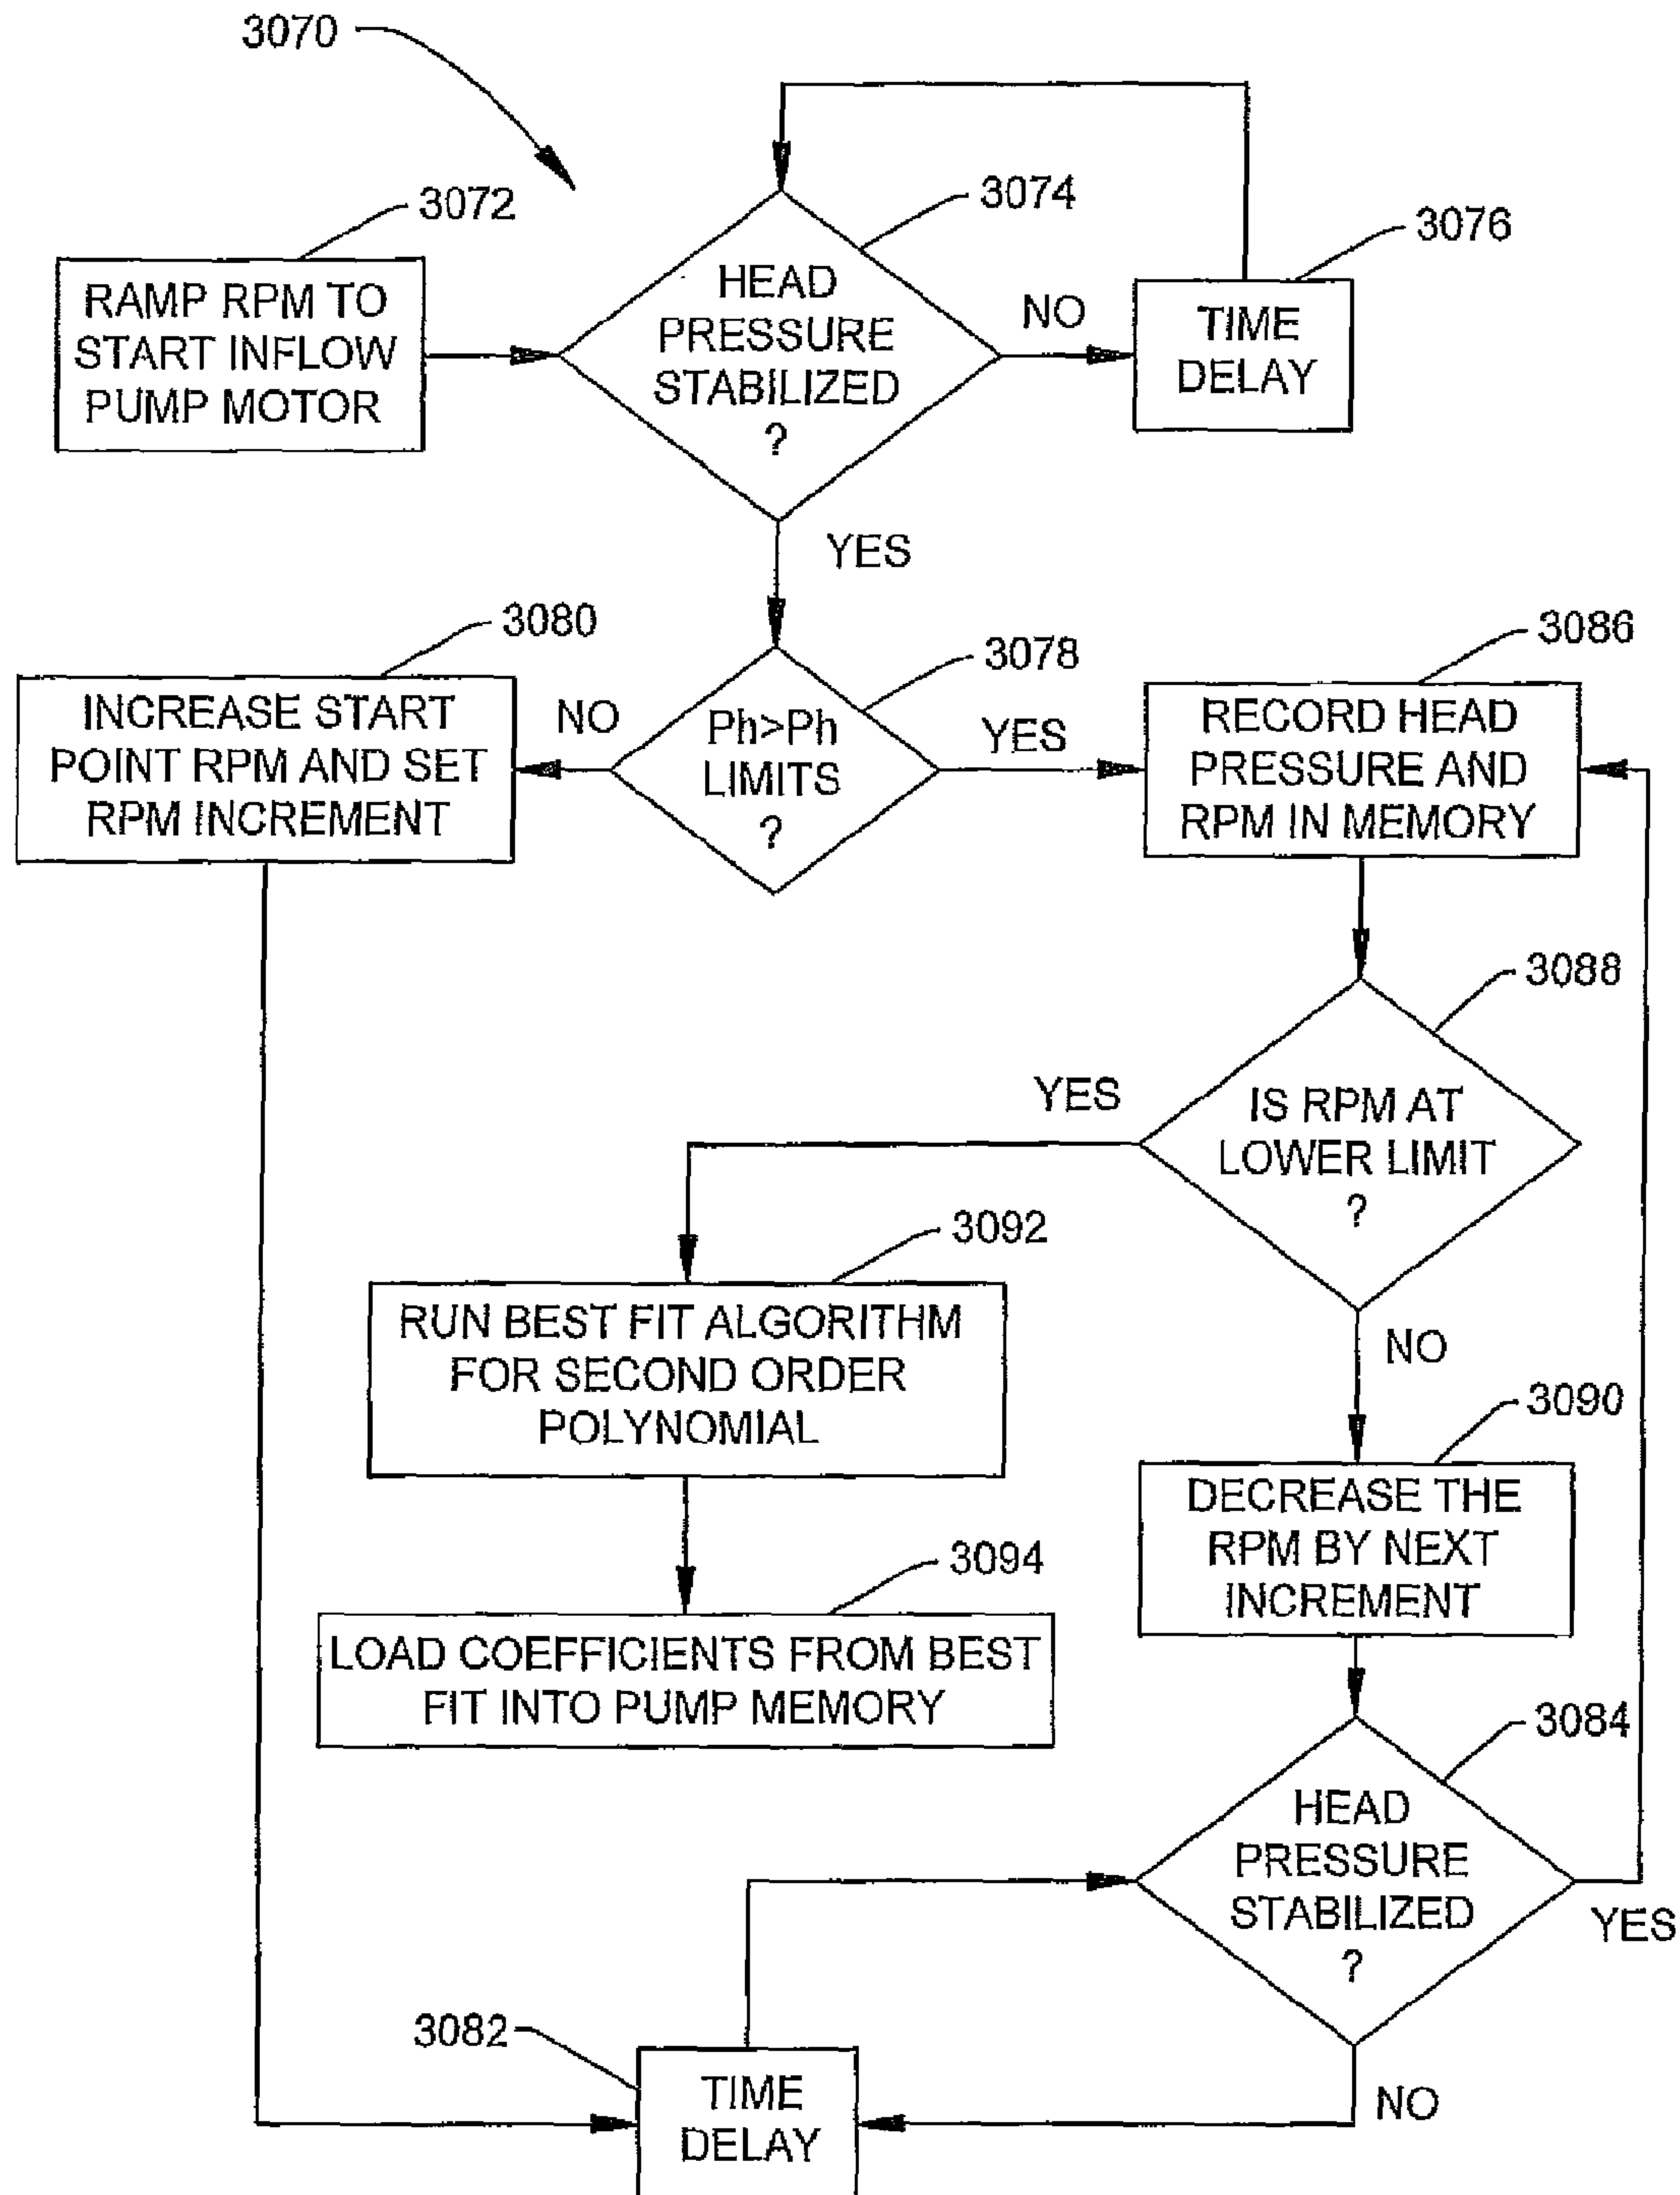 3070
3072
RAMP RPM TO
START INFLOW
PUMP MOTOR
3074
HEAD
PRESSURE
STABILIZED
?
NO
3076
TIME
DELAY
YES
3078
Ph>Ph
LIMITS
?
NO
3080
INCREASE START
POINT RPM AND SET
RPM INCREMENT
YES
3086
RECORD HEAD
PRESSURE AND
RPM IN MEMORY
3088
IS RPM AT
LOWER LIMIT
?
YES
3092
RUN BEST FIT ALGORITHM
FOR SECOND ORDER
POLYNOMIAL
3094
LOAD COEFFICIENTS FROM BEST
FIT INTO PUMP MEMORY
NO
3090
DECREASE THE
RPM BY NEXT
INCREMENT
3084
HEAD
PRESSURE
STABILIZED
?
YES
NO
3082
TIME
DELAY